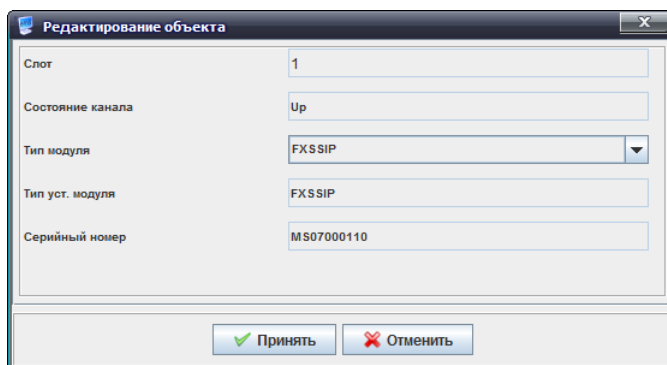 Редактирование объекта
Слот 1
Состояние канала Up
Тип модуля FXSSIP
Тип уст. модуля FXSSIP
Серийный номер MS07000110
Принять Отменить